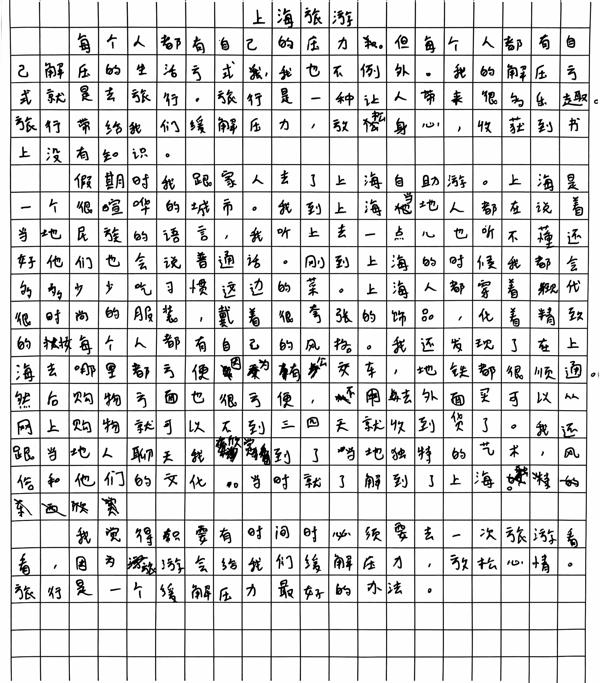 上海旅游
每个人都有自己的压力和。但每个人都有自
己解压的生活亏式我,我也不例外。我的解压亏
式就是去旅行。旅行是一种让人带来很多乐趣。
旅行带给我们缓解压力,放松身心,收获到书
上没有知识。
假期时我跟家人去了上海自助游。上海是
一个很喧哗的城市。我到上海当地人都在说着
当地民族的语言,我听上去一点儿也听不懂还
好他们也会说普通话。刚到上海的时候我都会
多多少少吃习惯这边的菜。上海人都穿着现代
很时尚的服装,戴着很夸张的饰品,化着精致
的妆每个人都有自己的风格。我还发现了在上
海去哪里都亏便因为有公交车,地铁都很顺通。
然后购物亏面也很亏便,不用去外面买可以从
网上购物就可以不到三四天就收到货了。我还
跟当地人聊天我欣赏到了当地独特的艺术,风
俗和他们的文化。当时就了解到了上海独特的
东西欣赏
我觉得积要有时间时必须要去一次旅游看
看,因为旅游会给我们缓解压力,放松心情。
旅行是一个缓解压力最好的办法。